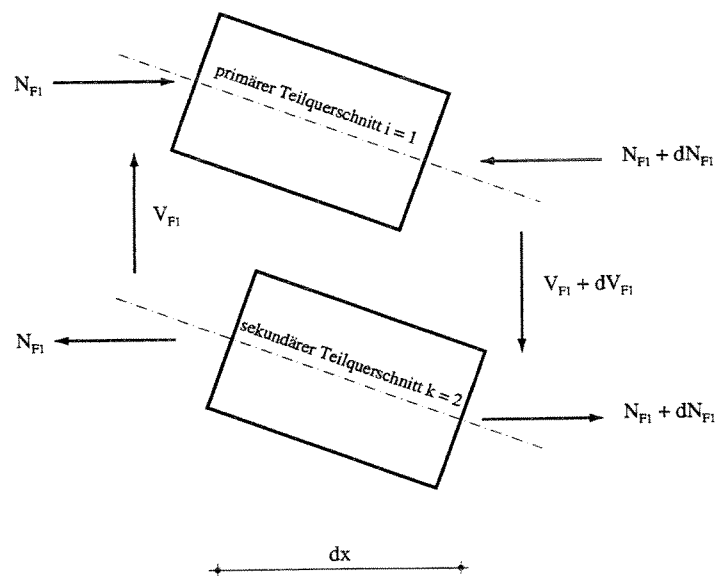 N_F1
primärer Teilquerschnitt i = 1
N_F1 + dN_F1
V_F1
V_F1 + dV_F1
N_F1
sekundärer Teilquerschnitt k = 2
N_F1 + dN_F1
dx